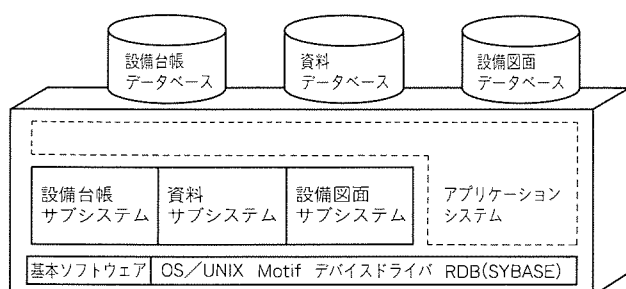 設備台帳
データベース
資料
データベース
設備図面
データベース
設備台帳
サブシステム
資料
サブシステム
設備図面
サブシステム
アプリケーション
システム
基本ソフトウェア
OS/UNIX Motif デバイスドライバ RDB(SYBASE)